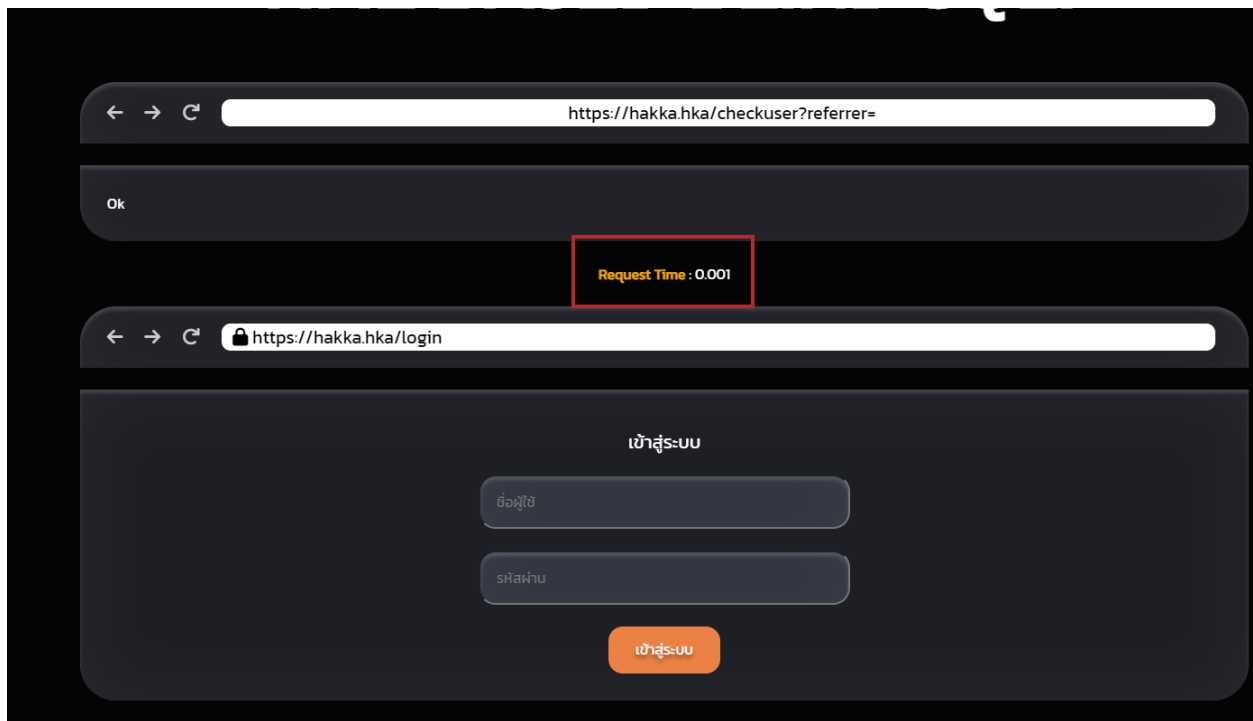 https://hakka.hka/checkuser?referrer=
Ok
Request Time : 0.001
https://hakka.hka/login
เข้าสู่ระบบ
ชื่อผู้ใช้
รหัสผ่าน
เข้าสู่ระบบ